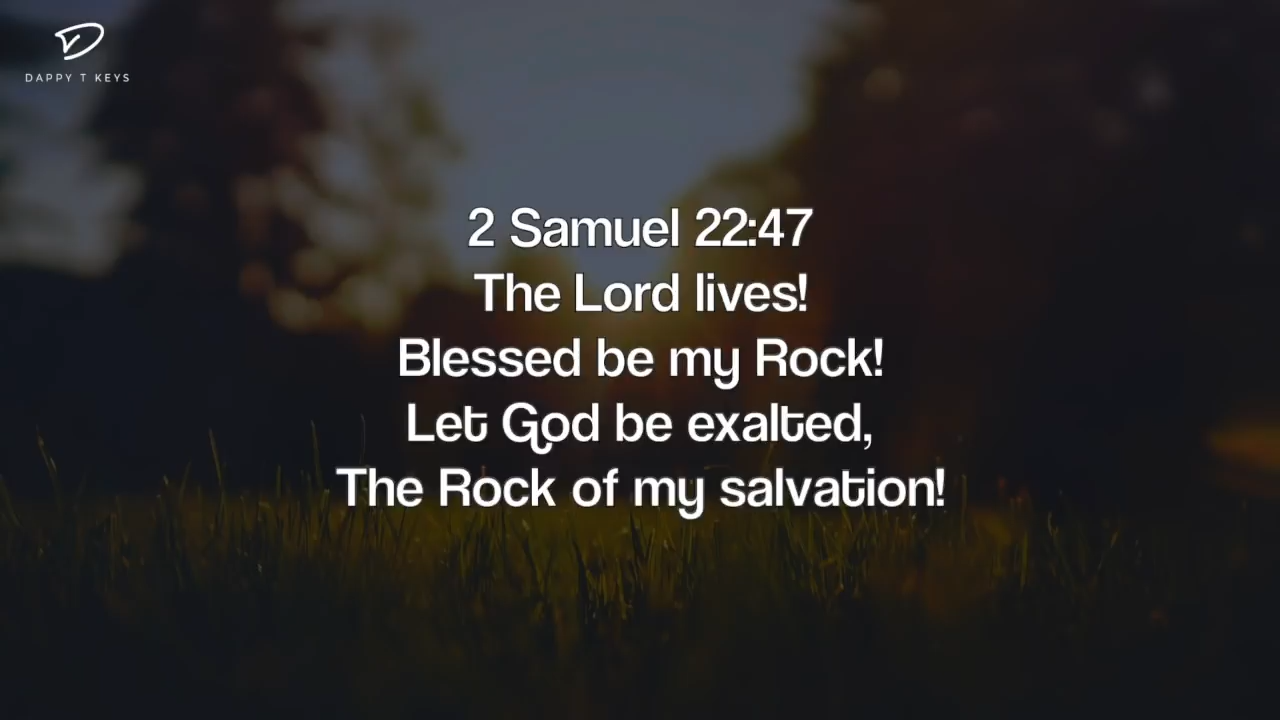 DAPPY T KEYS
2 Samuel 22:47
The Lord lives!
Blessed be my Rock!
Let God be exalted,
The Rock of my salvation!